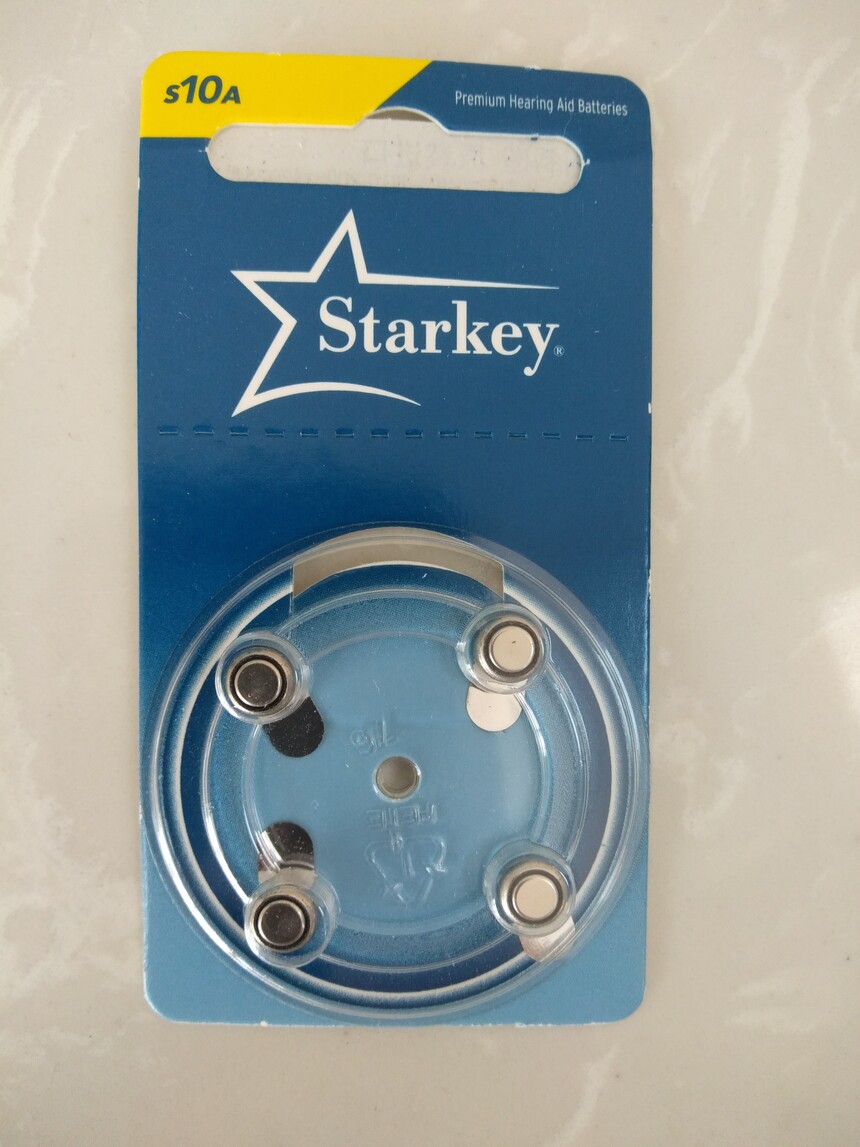 S10A
Premium Hearing Aid Batteries
Starkey®